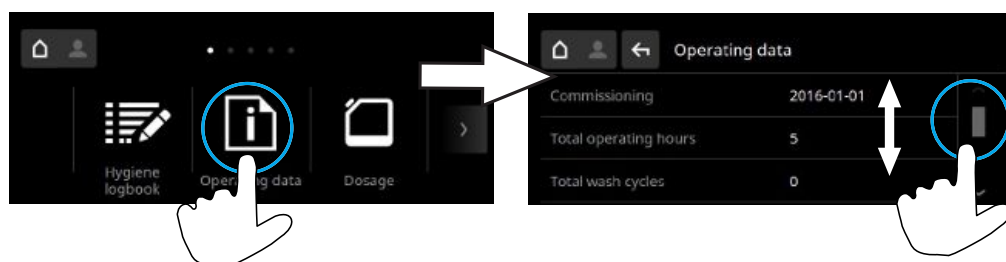 Hygiene
logbook
Operating data
Dosage
Operating data
Commissioning 2016-01-01
Total operating hours 5
Total wash cycles 0